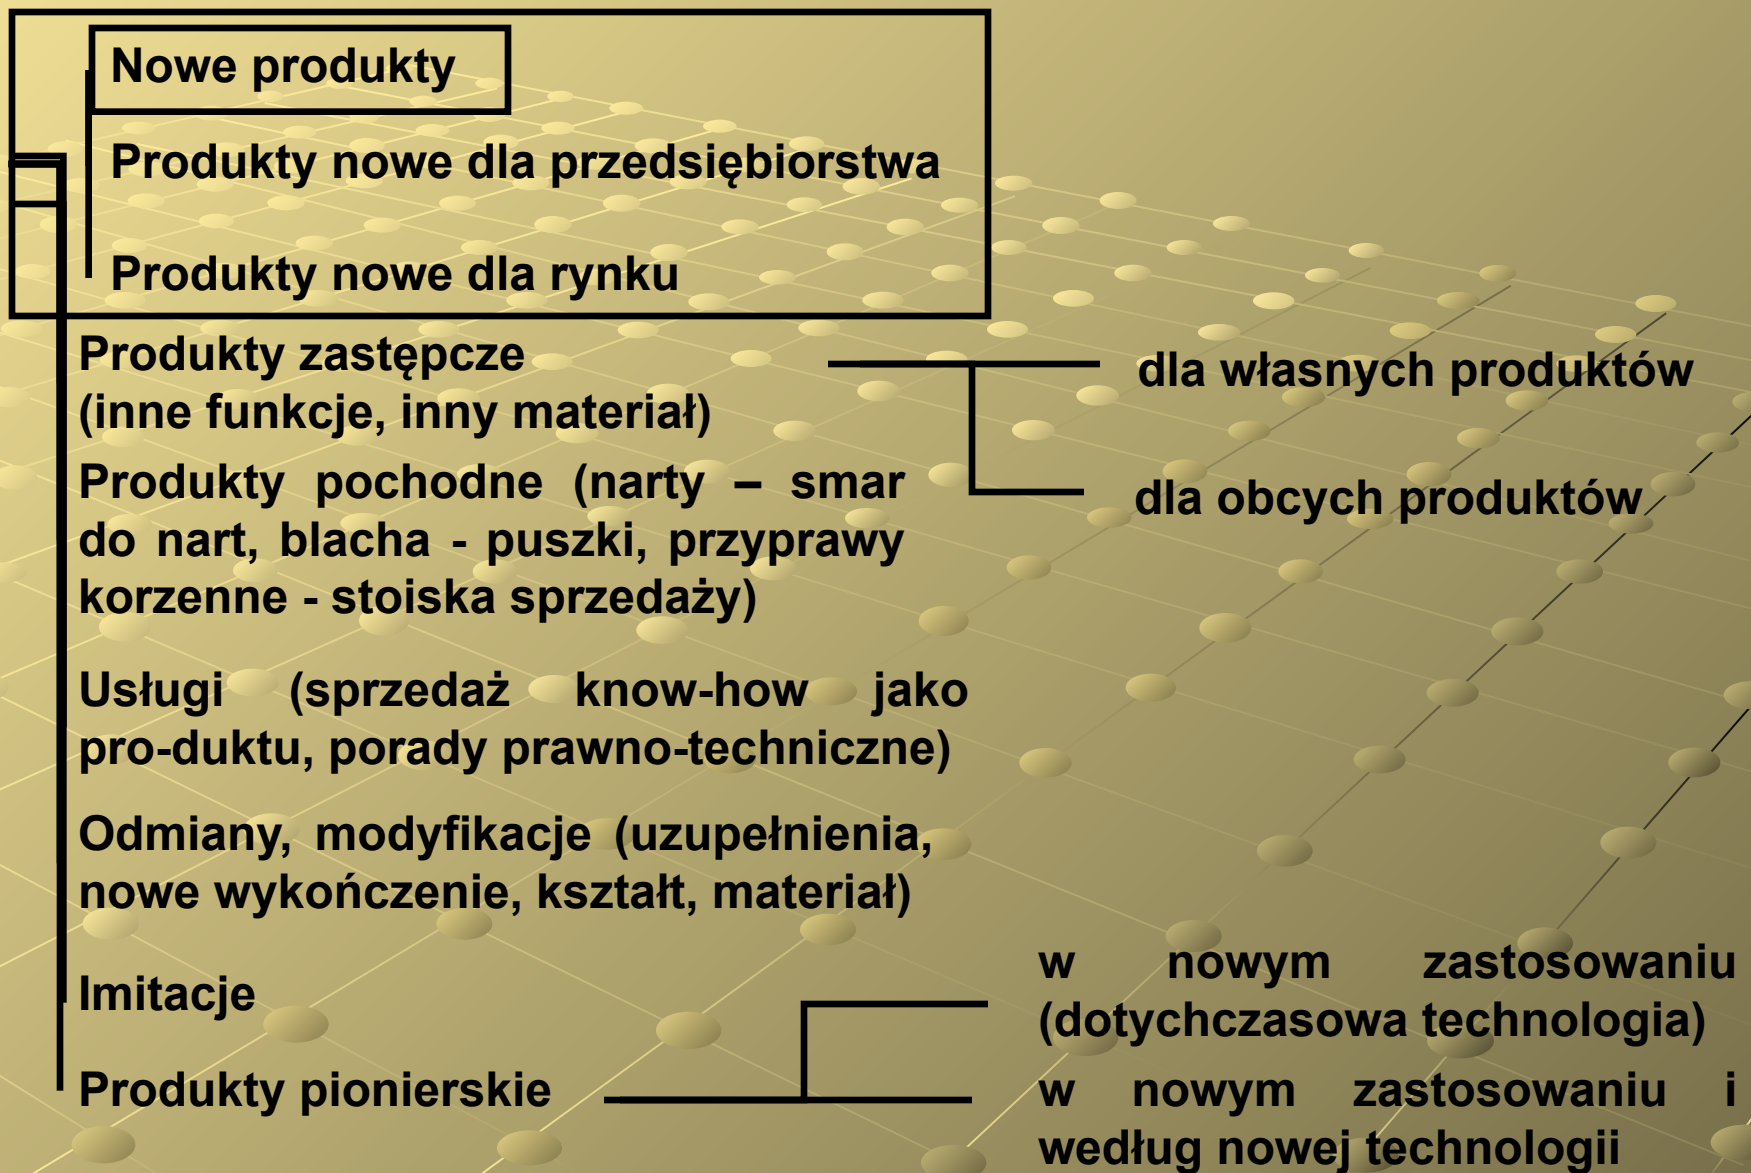 Nowe produkty
Produkty nowe dla przedsiębiorstwa
Produkty nowe dla rynku
Produkty zastępcze
(inne funkcje, inny materiał)
dla własnych produktów
Produkty pochodne (narty – smar
do nart, blacha - puszki, przyprawy
korzenne - stoiska sprzedaży)
dla obcych produktów
Usługi (sprzedaż know-how jako
pro-duktu, porady prawno-techniczne)
Odmiany, modyfikacje (uzupełnienia,
nowe wykończenie, kształt, materiał)
Imitacje
Produkty pionierskie
w nowym zastosowaniu
(dotychczasowa technologia)
w nowym zastosowaniu i
według nowej technologii